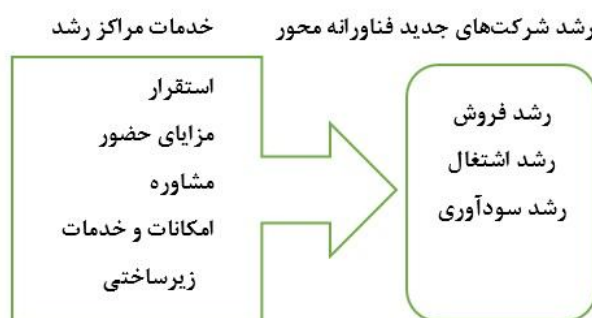 رشد شرکت‌های جدید فناورانه محور
رشد فروش
رشد اشتغال
رشد سودآوری
خدمات مراکز رشد
استقرار
مزایای حضور
مشاوره
امکانات و خدمات
زیرساختی